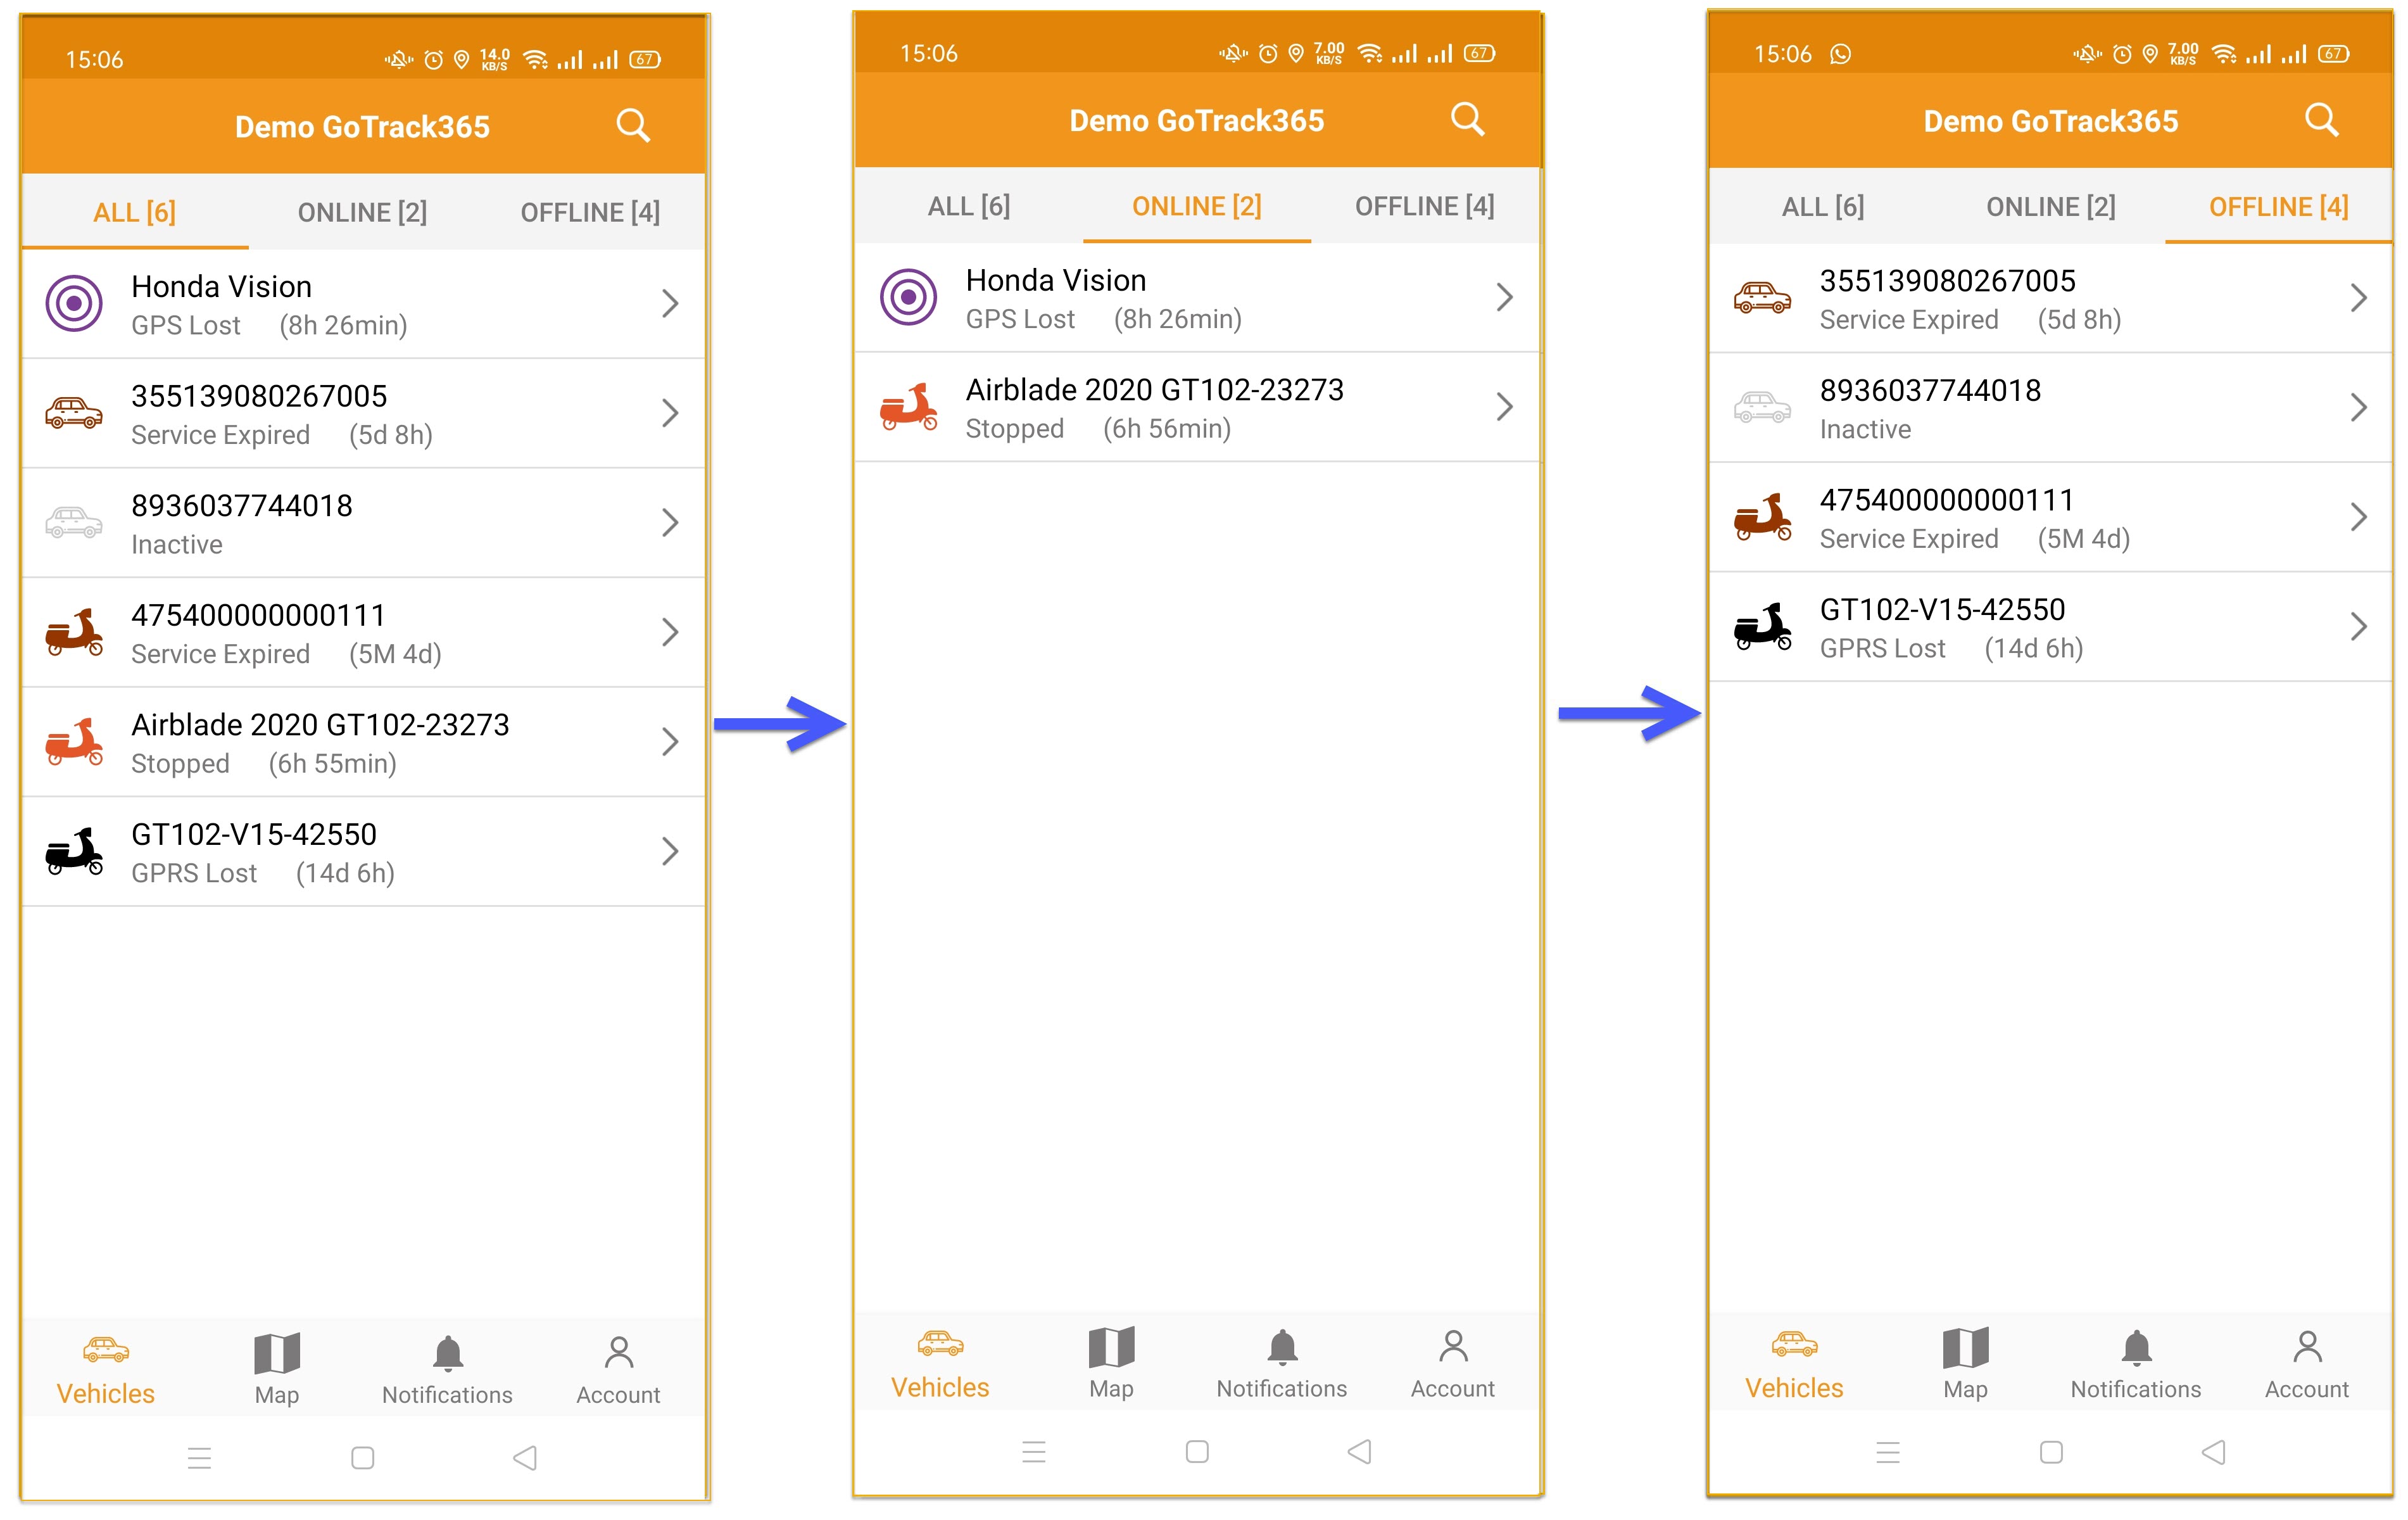 15:06 14.0 KB/S 67
Demo GoTrack365
ALL [6] ONLINE [2] OFFLINE [4]
Honda Vision
GPS Lost (8h 26min)
355139080267005
Service Expired (5d 8h)
8936037744018
Inactive
475400000000111
Service Expired (5M 4d)
Airblade 2020 GT102-23273
Stopped (6h 55min)
GT102-V15-42550
GPRS Lost (14d 6h)
Vehicles Map Notifications Account
15:06 7.00 KB/S 67
Demo GoTrack365
ALL [6] ONLINE [2] OFFLINE [4]
Honda Vision
GPS Lost (8h 26min)
Airblade 2020 GT102-23273
Stopped (6h 56min)
Vehicles Map Notifications Account
15:06 7.00 KB/S 67
Demo GoTrack365
ALL [6] ONLINE [2] OFFLINE [4]
355139080267005
Service Expired (5d 8h)
8936037744018
Inactive
475400000000111
Service Expired (5M 4d)
GT102-V15-42550
GPRS Lost (14d 6h)
Vehicles Map Notifications Account